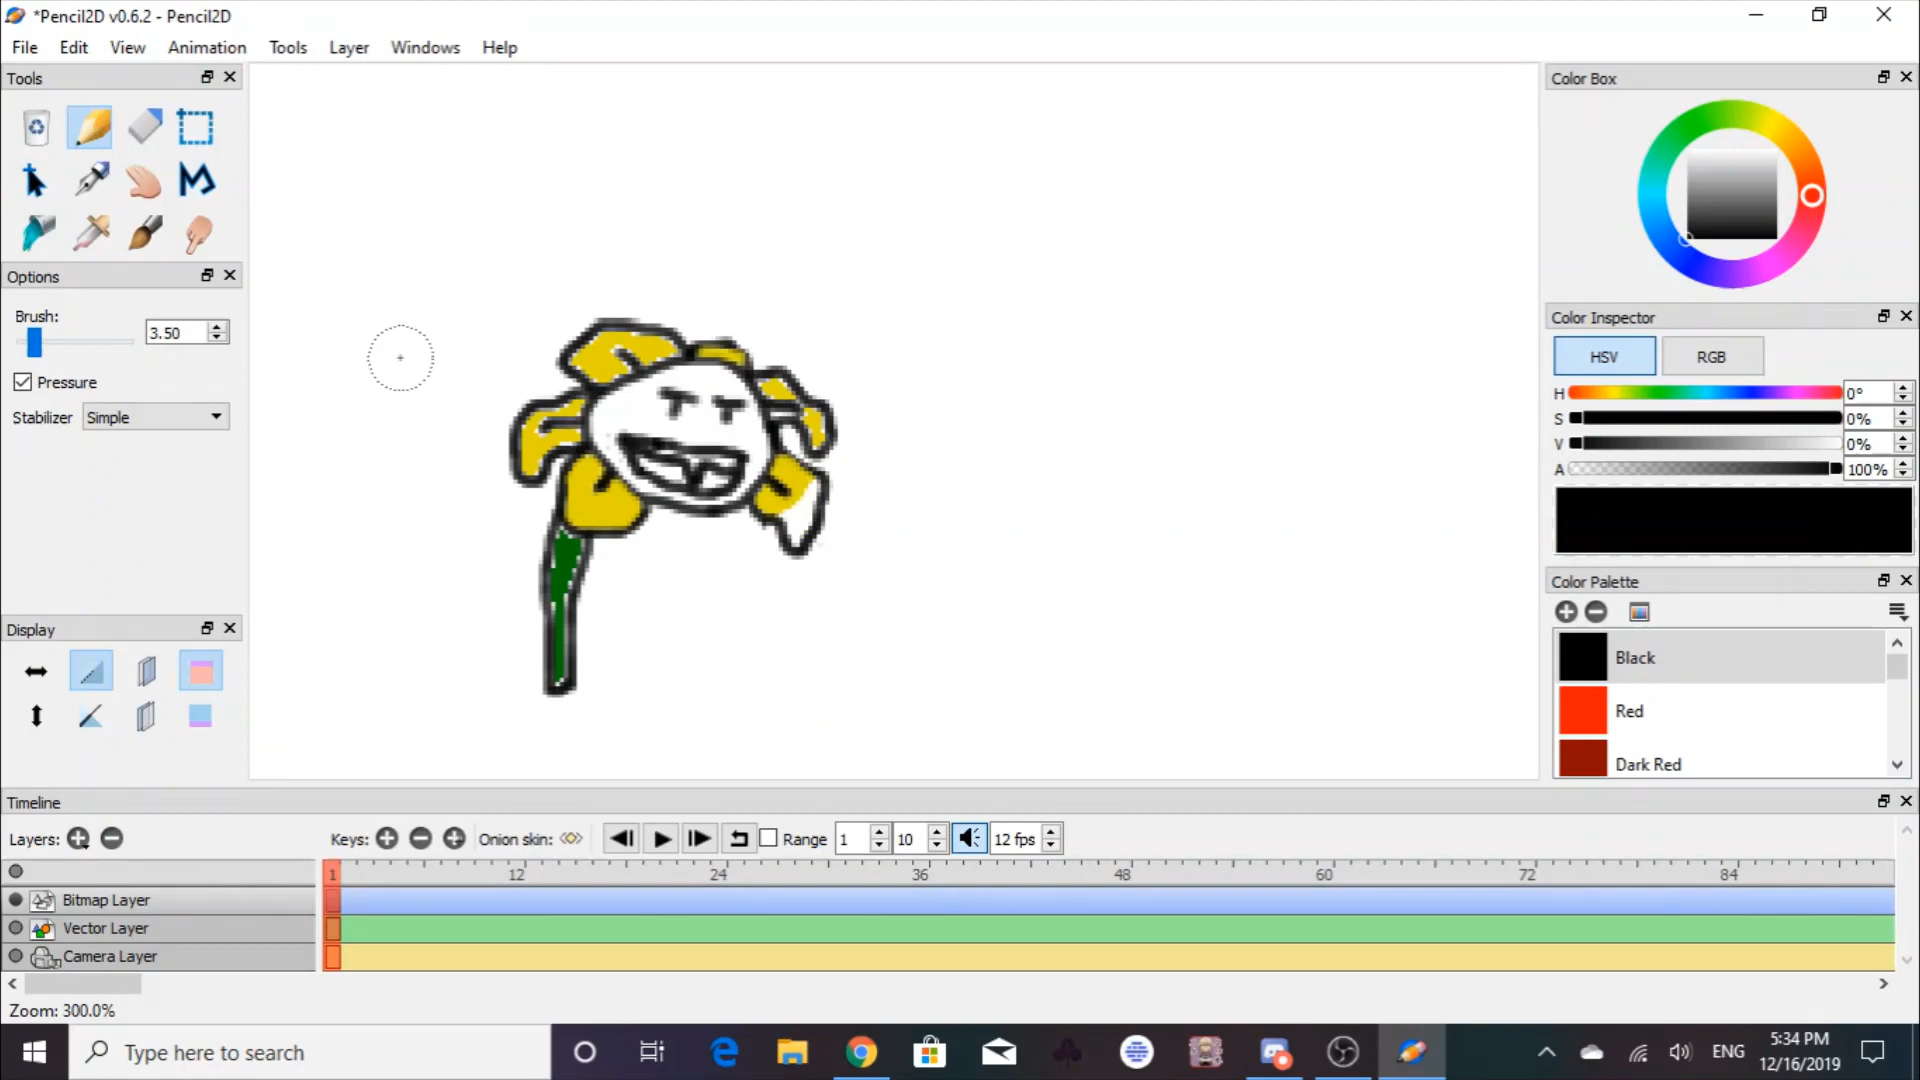 *Pencil2D v0.6.2 - Pencil2D
File Edit View Animation Tools Layer Windows Help
Tools
Options
Brush:
3.50
Pressure
Stabilizer Simple
Display
Color Box
Color Inspector
HSV RGB
H 0°
S 0%
V 0%
A 100%
Color Palette
Black
Red
Dark Red
Timeline
Layers: Keys: Onion skin: Range 1 10 12 fps
1 12 24 36 48 60 72 84
Bitmap Layer
Vector Layer
Camera Layer
Zoom: 300.0%
Type here to search
ENG
5:34 PM
12/16/2019